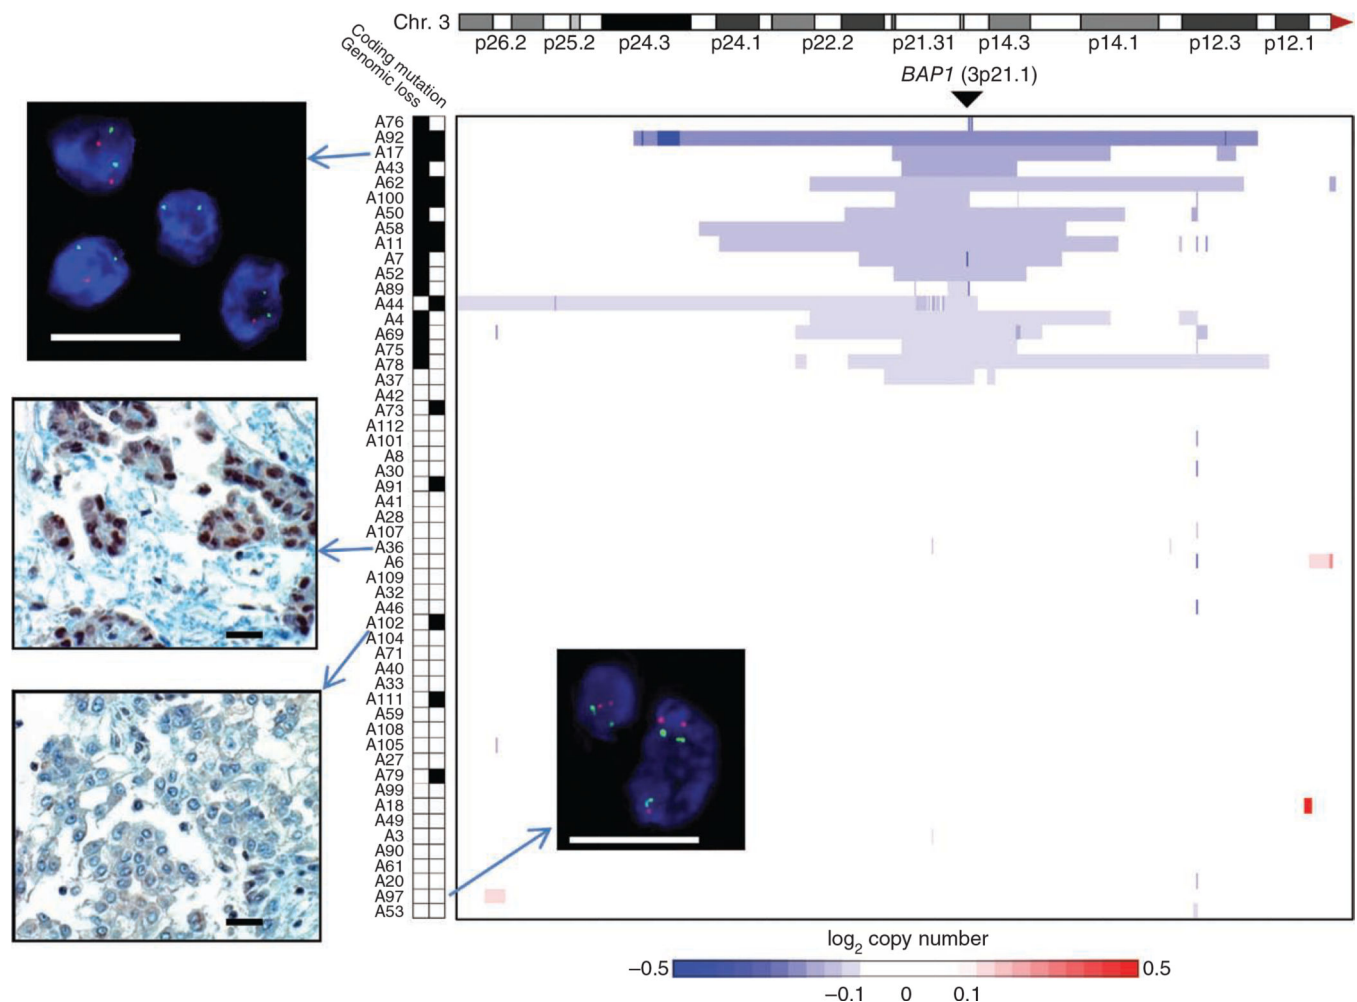 Chr. 3
p26.2 p25.2 p24.3 p24.1 p22.2 p21.31 p14.3 p14.1 p12.3 p12.1
BAP1 (3p21.1)
Coding mutation
Genomic loss
A76
A92
A17
A43
A62
A100
A50
A58
A11
A7
A52
A89
A44
A4
A69
A75
A78
A37
A42
A73
A112
A101
A8
A30
A91
A41
A28
A107
A36
A6
A109
A32
A46
A102
A104
A71
A40
A33
A111
A59
A108
A105
A27
A79
A99
A18
A49
A3
A90
A61
A20
A97
A53
log2 copy number
−0.5 0.5
−0.1 0 0.1